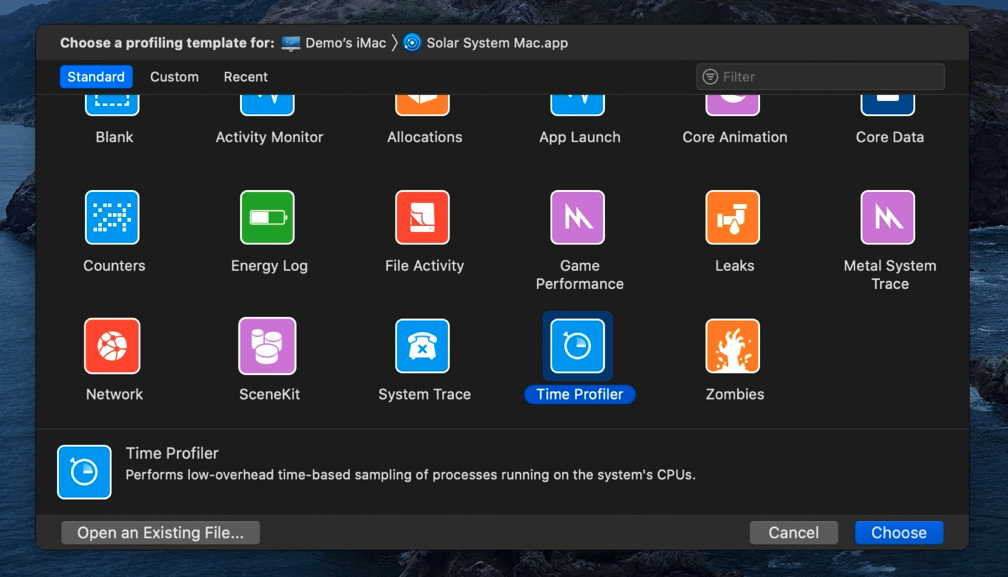 Choose a profiling template for: Demo's iMac 〉 Solar System Mac.app
Standard Custom Recent Filter
Blank Activity Monitor Allocations App Launch Core Animation Core Data
Counters Energy Log File Activity Game Performance Leaks Metal System Trace
Network SceneKit System Trace Time Profiler Zombies
Time Profiler
Performs low-overhead time-based sampling of processes running on the system's CPUs.
Open an Existing File... Cancel Choose